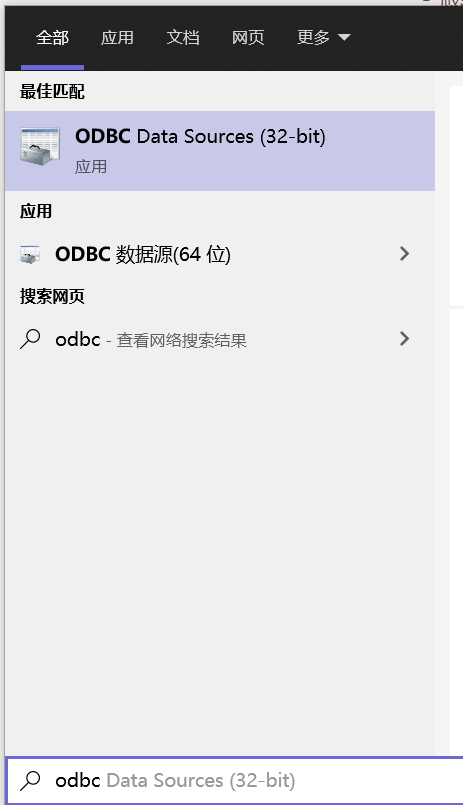 全部 应用 文档 网页 更多
最佳匹配
ODBC Data Sources (32-bit)
应用
应用
ODBC 数据源(64 位)
搜索网页
odbc - 查看网络搜索结果
odbc Data Sources (32-bit)